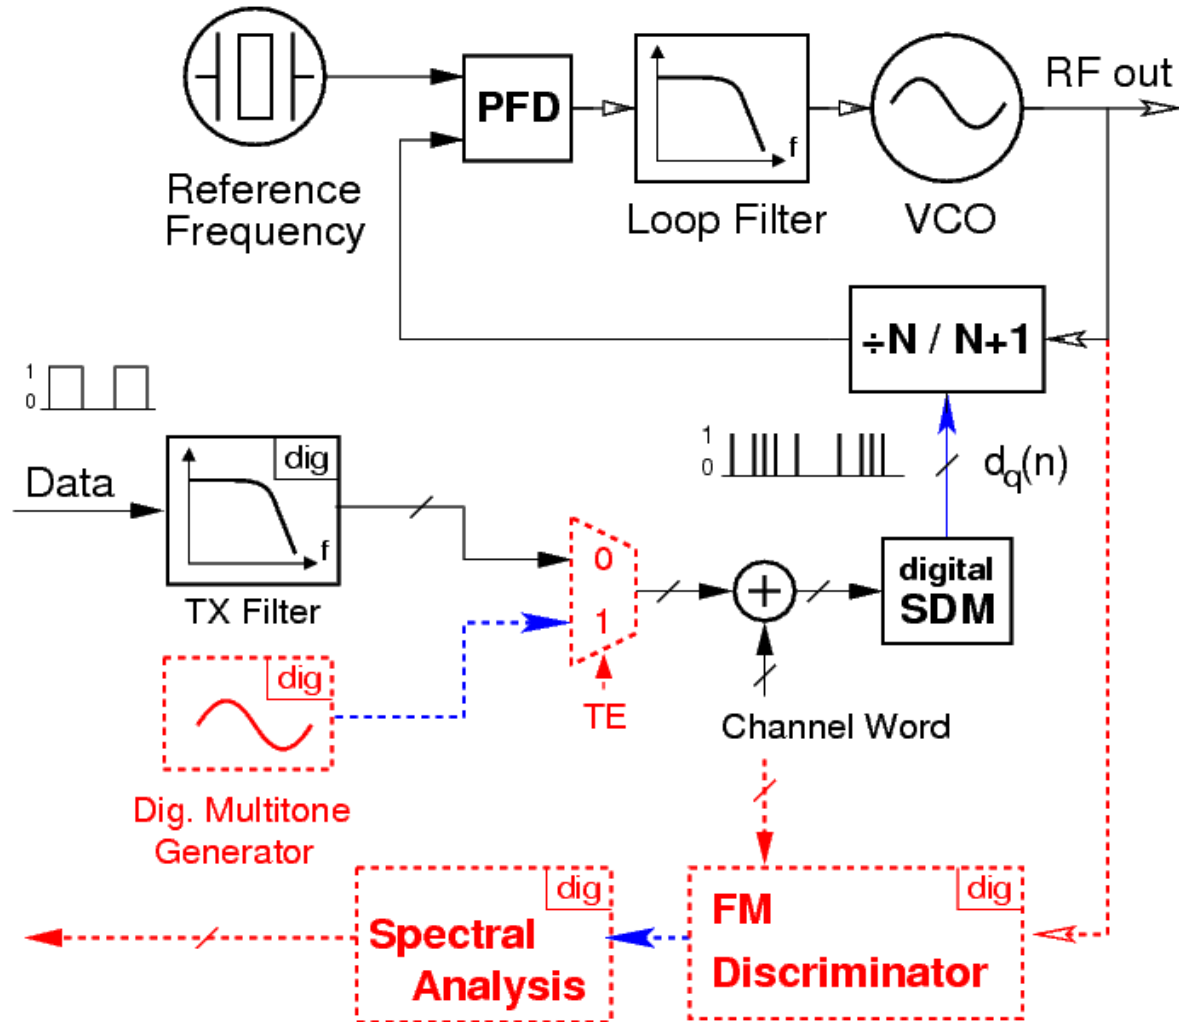 RF out
PFD
f
Reference
Frequency
Loop Filter
VCO
÷N / N+1
1
0
1
0
dq(n)
Data
dig
f
TX Filter
0
1
digital
SDM
dig
TE
Channel Word
Dig. Multitone
Generator
dig
Spectral
Analysis
dig
FM
Discriminator